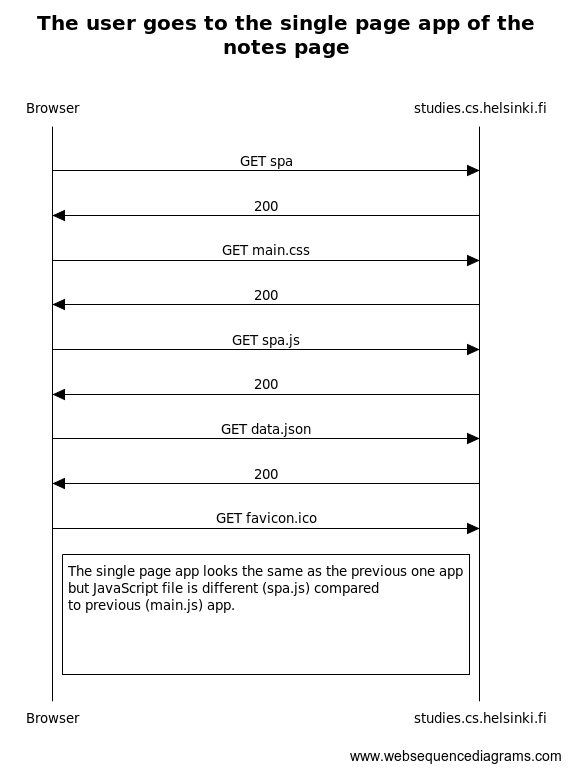 The user goes to the single page app of the
notes page
Browser
studies.cs.helsinki.fi
GET spa
200
GET main.css
200
GET spa.js
200
GET data.json
200
GET favicon.ico
The single page app looks the same as the previous one app
but JavaScript file is different (spa.js) compared
to previous (main.js) app.
Browser
studies.cs.helsinki.fi
www.websequencediagrams.com